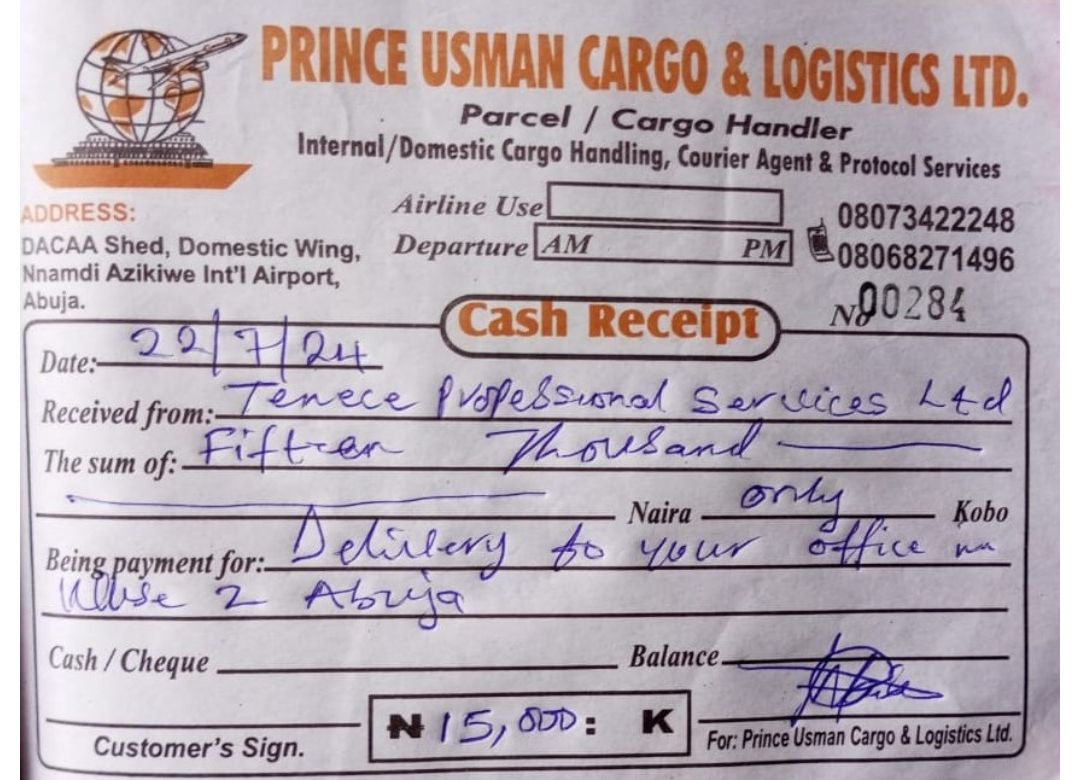 PRINCE USMAN CARGO & LOGISTICS LTD.
Parcel / Cargo Handler
Internal/Domestic Cargo Handling, Courier Agent & Protocol Services
ADDRESS:
DACAA Shed, Domestic Wing,
Nnamdi Azikiwe Int'l Airport,
Abuja.
Airline Use
Departure AM PM
08073422248
08068271496
No 00284
Cash Receipt
Date: 22/7/24
Received from: Tenece Professional Services Ltd
The sum of: Fifteen Thousand
Naira only Kobo
Being payment for: Delivery to your office
Wuse 2 Abuja
Cash / Cheque Balance
₦ 15,000 : K
Customer's Sign.
For: Prince Usman Cargo & Logistics Ltd.